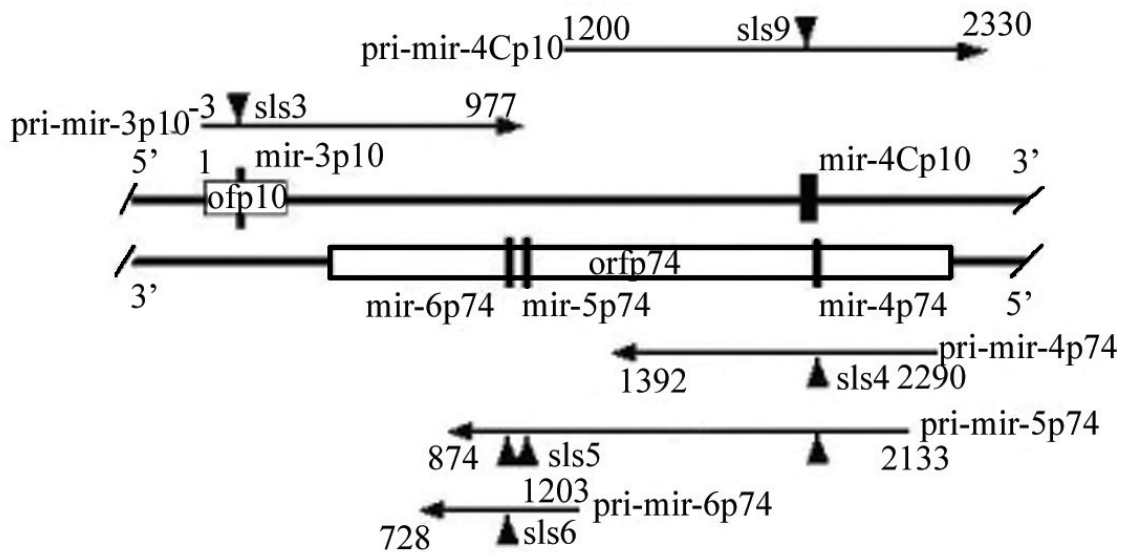 pri-mir-4Cp10 1200 sls9 2330
pri-mir-3p10 -3 sls3 977
5’ 1 mir-3p10 mir-4Cp10 3’
ofp10
orfp74
3’ mir-6p74 mir-5p74 mir-4p74 5’
pri-mir-4p74
1392 sls4 2290
pri-mir-5p74
874 sls5 2133
1203 pri-mir-6p74
728 sls6